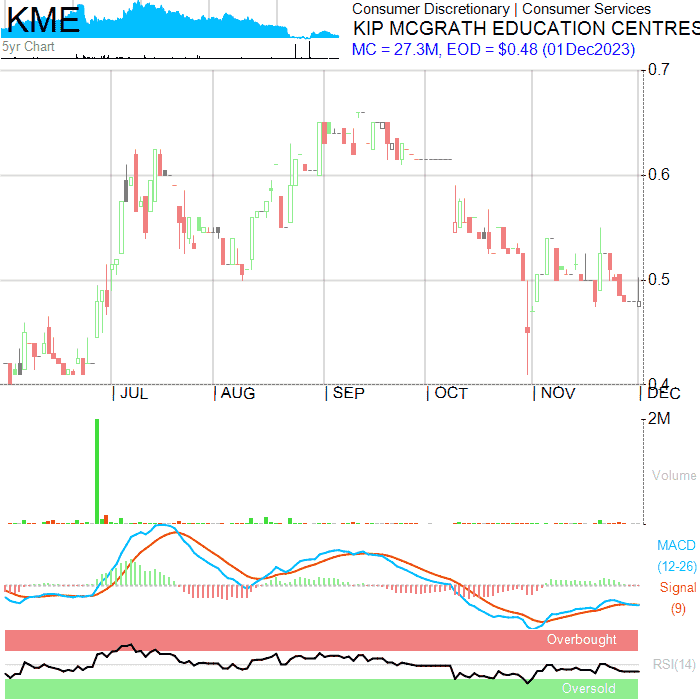 KME
5yr Chart
Consumer Discretionary | Consumer Services
KIP MCGRATH EDUCATION CENTRES
MC = 27.3M, EOD = $0.48 (01Dec2023)
0.7
0.6
0.5
0.4
JUL AUG SEP OCT NOV DEC
2M
Volume
MACD
(12-26)
Signal
(9)
Overbought
RSI(14)
Oversold